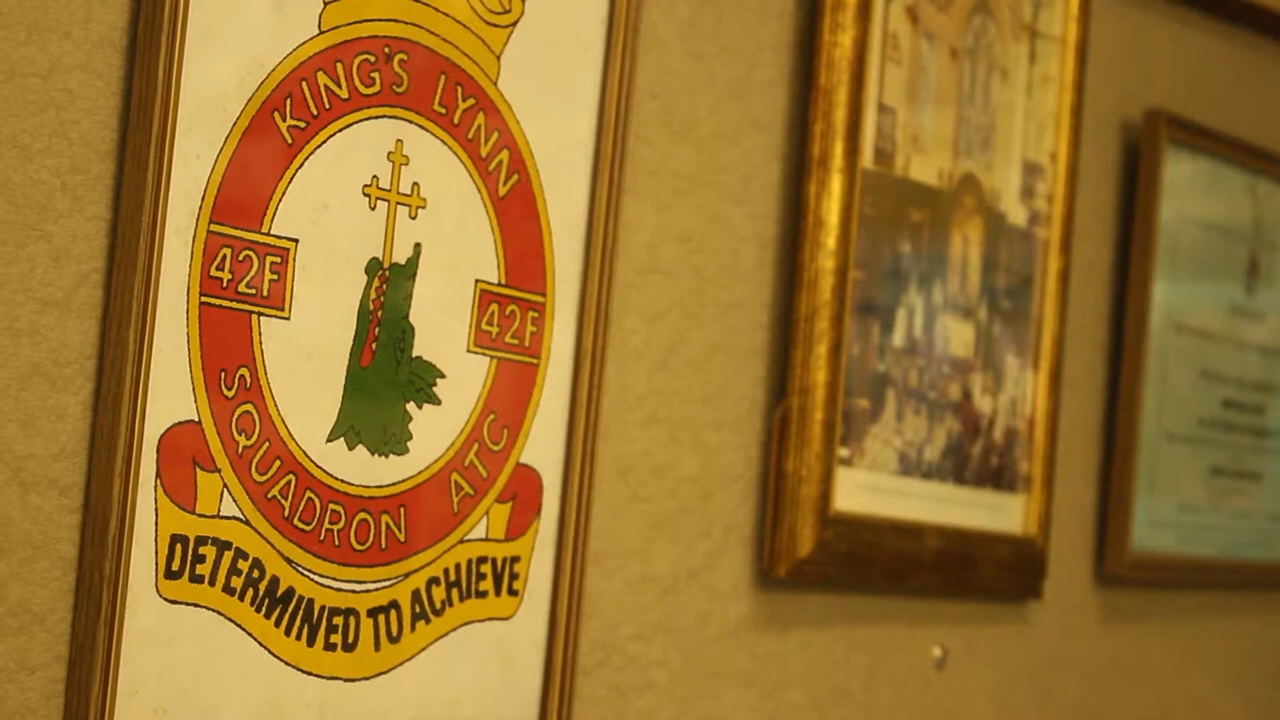 KING'S LYNN
42F
42F
SQUADRON ATC
DETERMINED TO ACHIEVE